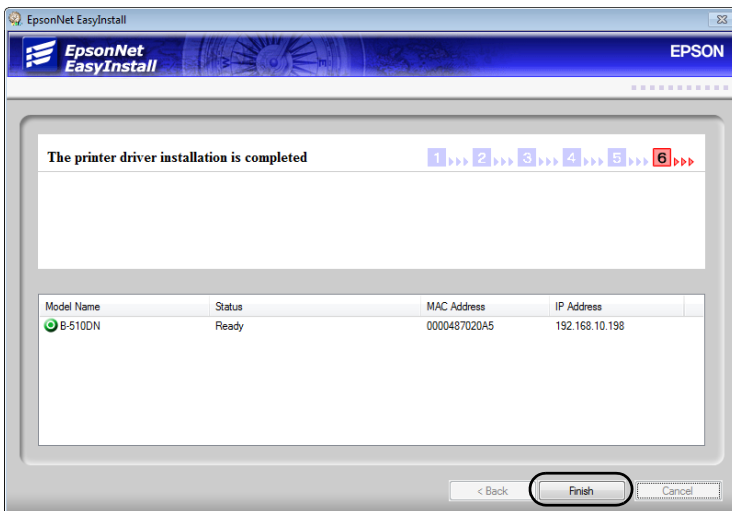 EpsonNet EasyInstall
EpsonNet
EasyInstall
EPSON
The printer driver installation is completed
1 2 3 4 5 6
Model Name Status MAC Address IP Address
B-510DN Ready 0000487020A5 192.168.10.198
< Back Finish Cancel